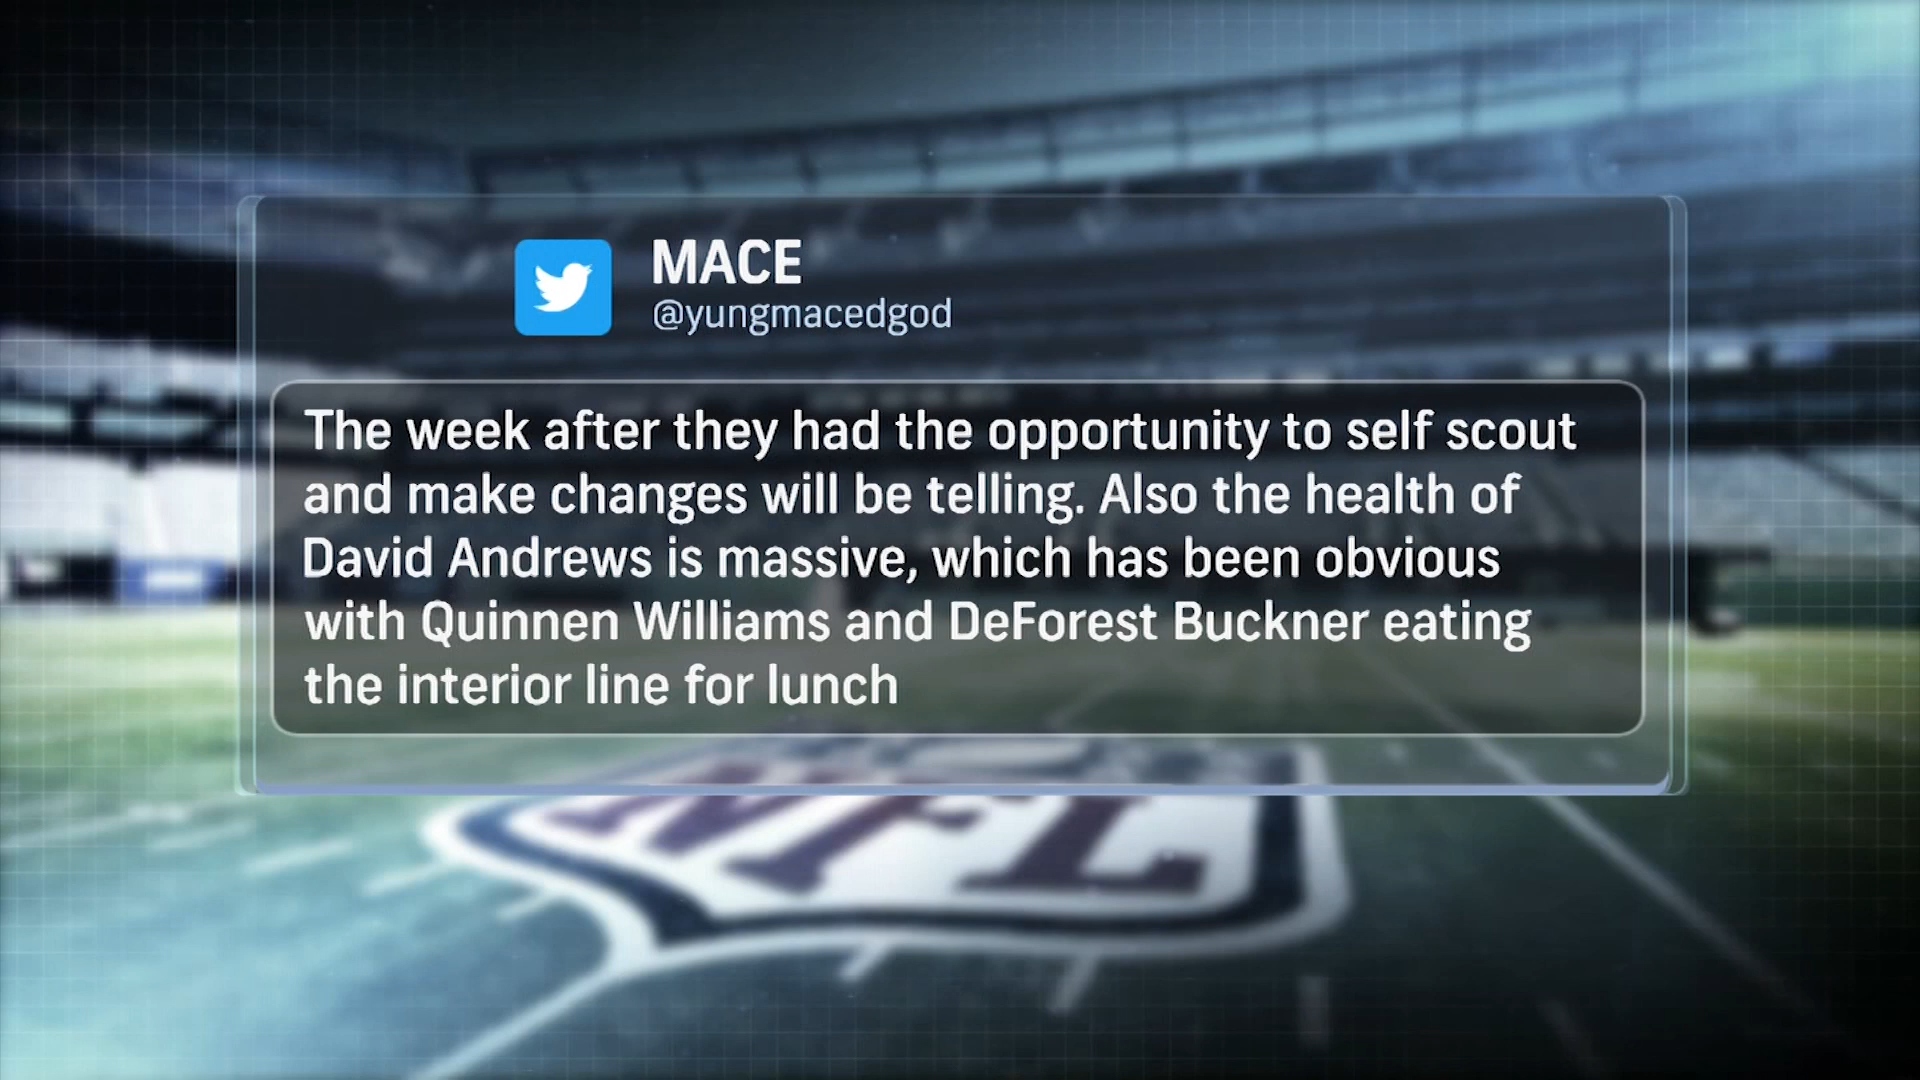 MACE
@yungmacedgod
The week after they had the opportunity to self scout
and make changes will be telling. Also the health of
David Andrews is massive, which has been obvious
with Quinnen Williams and DeForest Buckner eating
the interior line for lunch
NFL